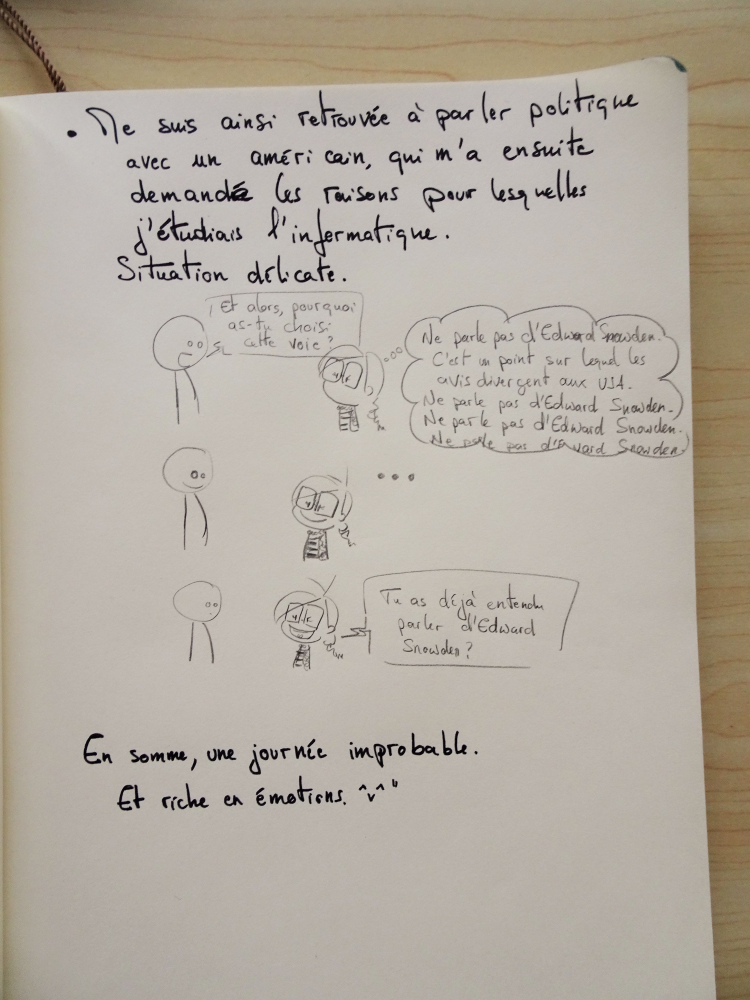 • Me suis ainsi retrouvée à parler politique
avec un américain, qui m'a ensuite
demandé les raisons pour lesquelles
j'étudiais l'informatique.
Situation délicate.
Et alors, pourquoi
as-tu choisi
cette voie ?
Ne parle pas d'Edward Snowden.
C'est un point sur lequel les
avis divergent aux USA.
Ne parle pas d'Edward Snowden.
Ne parle pas d'Edward Snowden.
Ne parle pas d'Edward Snowden.
...
Tu as déjà entendu
parler d'Edward
Snowden ?
En somme, une journée improbable.
Et riche en émotions. ^v^"